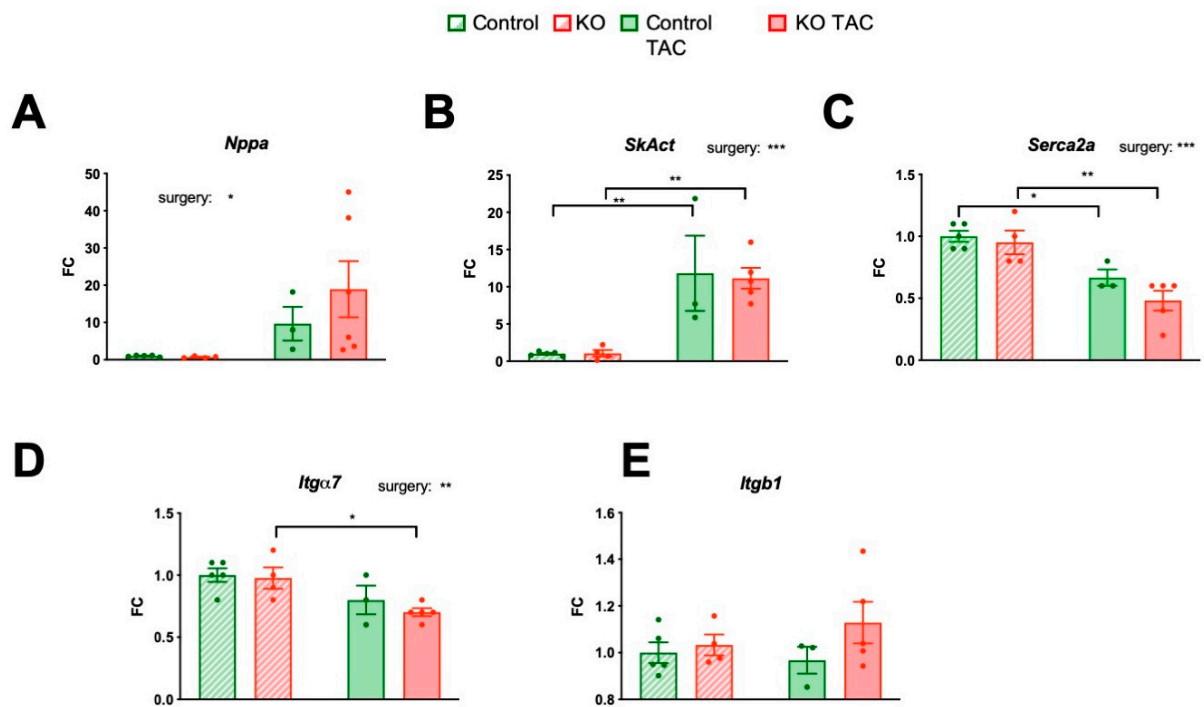 Control KO Control KO TAC
TAC
A B C
Nppa SkAct surgery: *** Serca2a surgery: ***
50
40
30
20
10
0
FC
surgery: *
25
20
15
10
5
0
FC
**
**
1.5
1.0
0.5
0.0
FC
**
*
D E
Itgα7 surgery: ** Itgb1
1.5
1.0
0.5
0.0
FC
*
1.6
1.4
1.2
1.0
0.8
FC